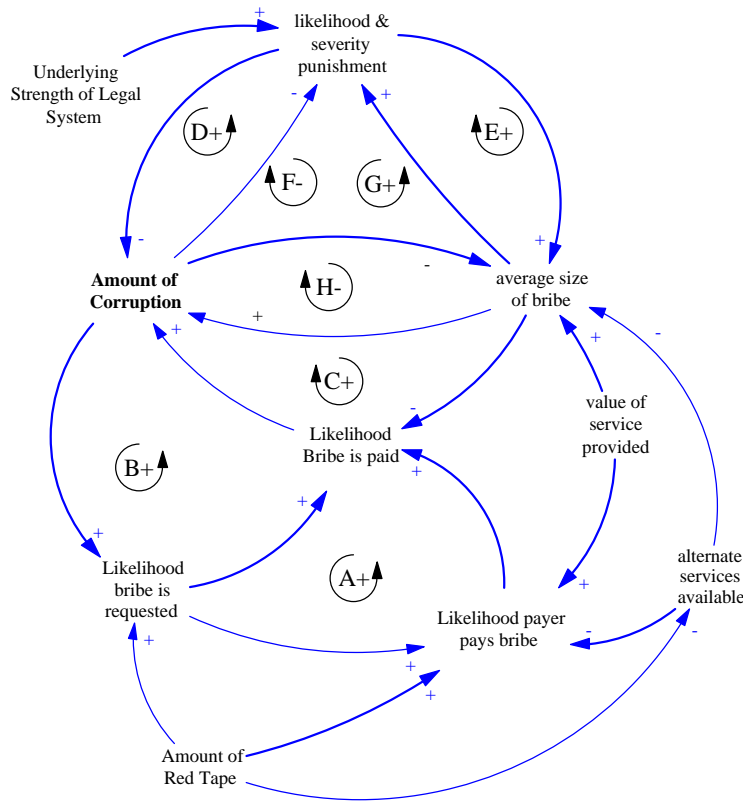 +
likelihood &
severity
punishment
Underlying
Strength of Legal
System
-
+
D+
E+
F-
G+
-
+
Amount of
Corruption
-
average size
of bribe
H-
+
+
+
-
C+
value of
service
provided
-
Likelihood
Bribe is paid
+
B+
+
+
Likelihood
bribe is
requested
A+
+
alternate
services
available
Likelihood payer
pays bribe
-
-
+
+
+
Amount of
Red Tape